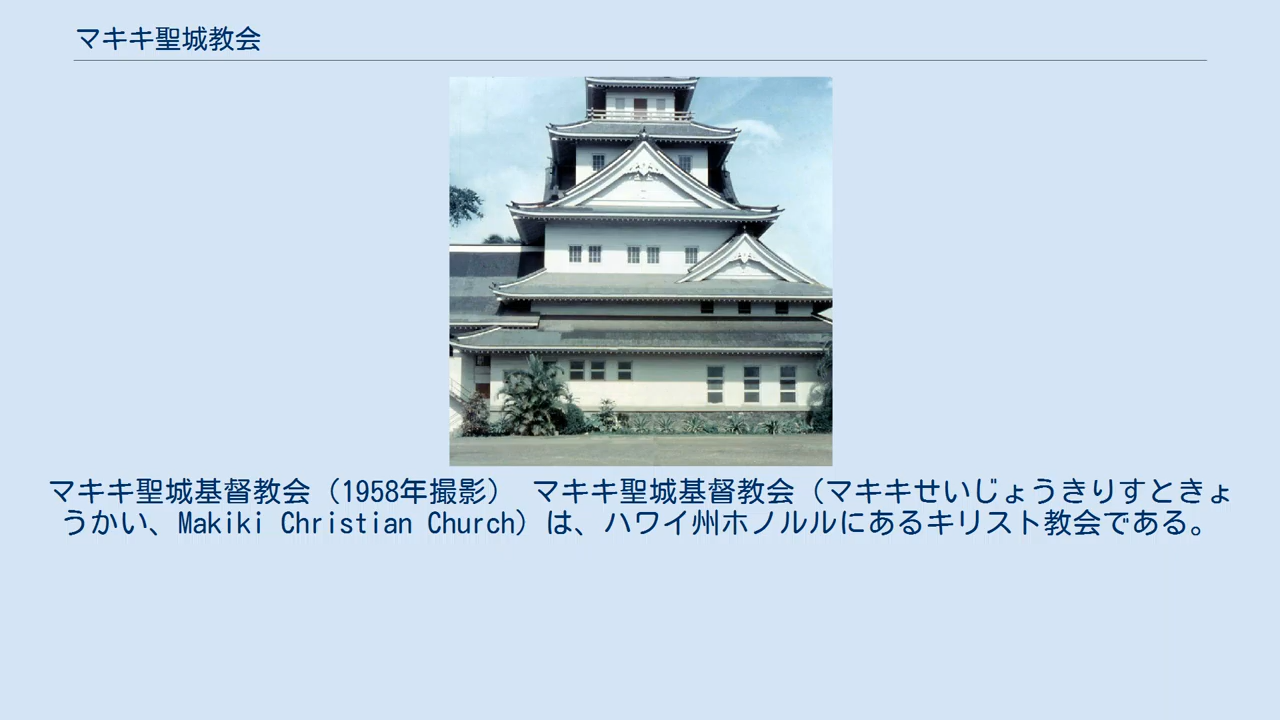 マキキ聖城教会
マキキ聖城基督教会（1958年撮影） マキキ聖城基督教会（マキキせいじょうきりすときょ
うかい、Makiki Christian Church）は、ハワイ州ホノルルにあるキリスト教会である。